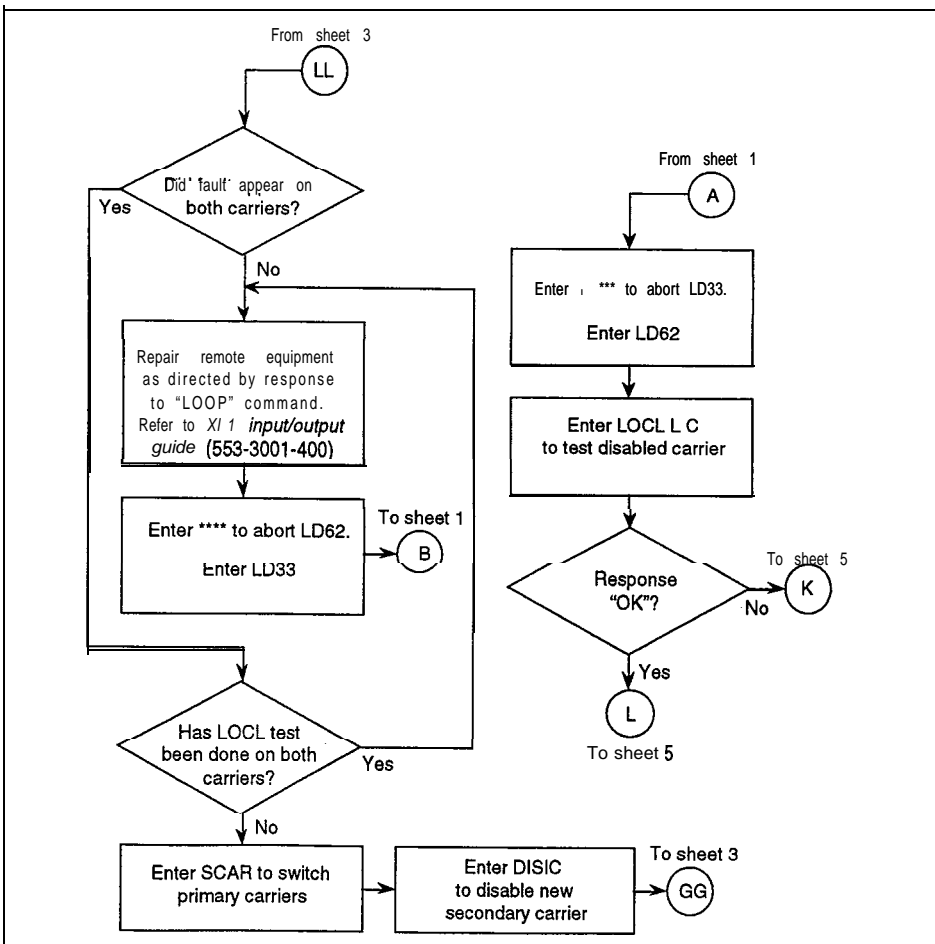 From sheet 3
LL
Did fault appear on
both carriers?
Yes
No
Repair remote equipment
as directed by response
to “LOOP” command.
Refer to XI 1 input/output
guide (553-3001-400)
Enter **** to abort LD62.
Enter LD33
To sheet 1
B
Has LOCL test
been done on both
carriers?
Yes
No
Enter SCAR to switch
primary carriers
Enter DISIC
to disable new
secondary carrier
To sheet 3
GG
From sheet 1
A
Enter *** to abort LD33.
Enter LD62
Enter LOCL L C
to test disabled carrier
Response
“OK”?
To sheet 5
K
No
Yes
L
To sheet 5